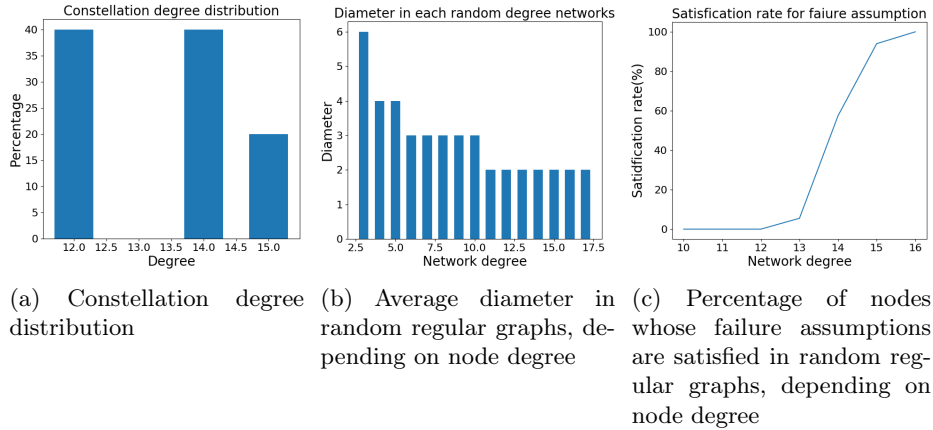 Constellation degree distribution
40
35
30
25
20
15
10
5
0
Percentage
12.0 12.5 13.0 13.5 14.0 14.5 15.0
Degree
Diameter in each random degree networks
6
5
4
3
2
1
0
Diameter
2.5 5.0 7.5 10.0 12.5 15.0 17.5
Network degree
Satisfication rate for faiure assumption
100
80
60
40
20
0
Satidfication rate(%)
10 11 12 13 14 15 16
Network degree
(a) Constellation degree
distribution
(b) Average diameter in
random regular graphs, de-
pending on node degree
(c) Percentage of nodes
whose failure assumptions
are satisfied in random reg-
ular graphs, depending on
node degree